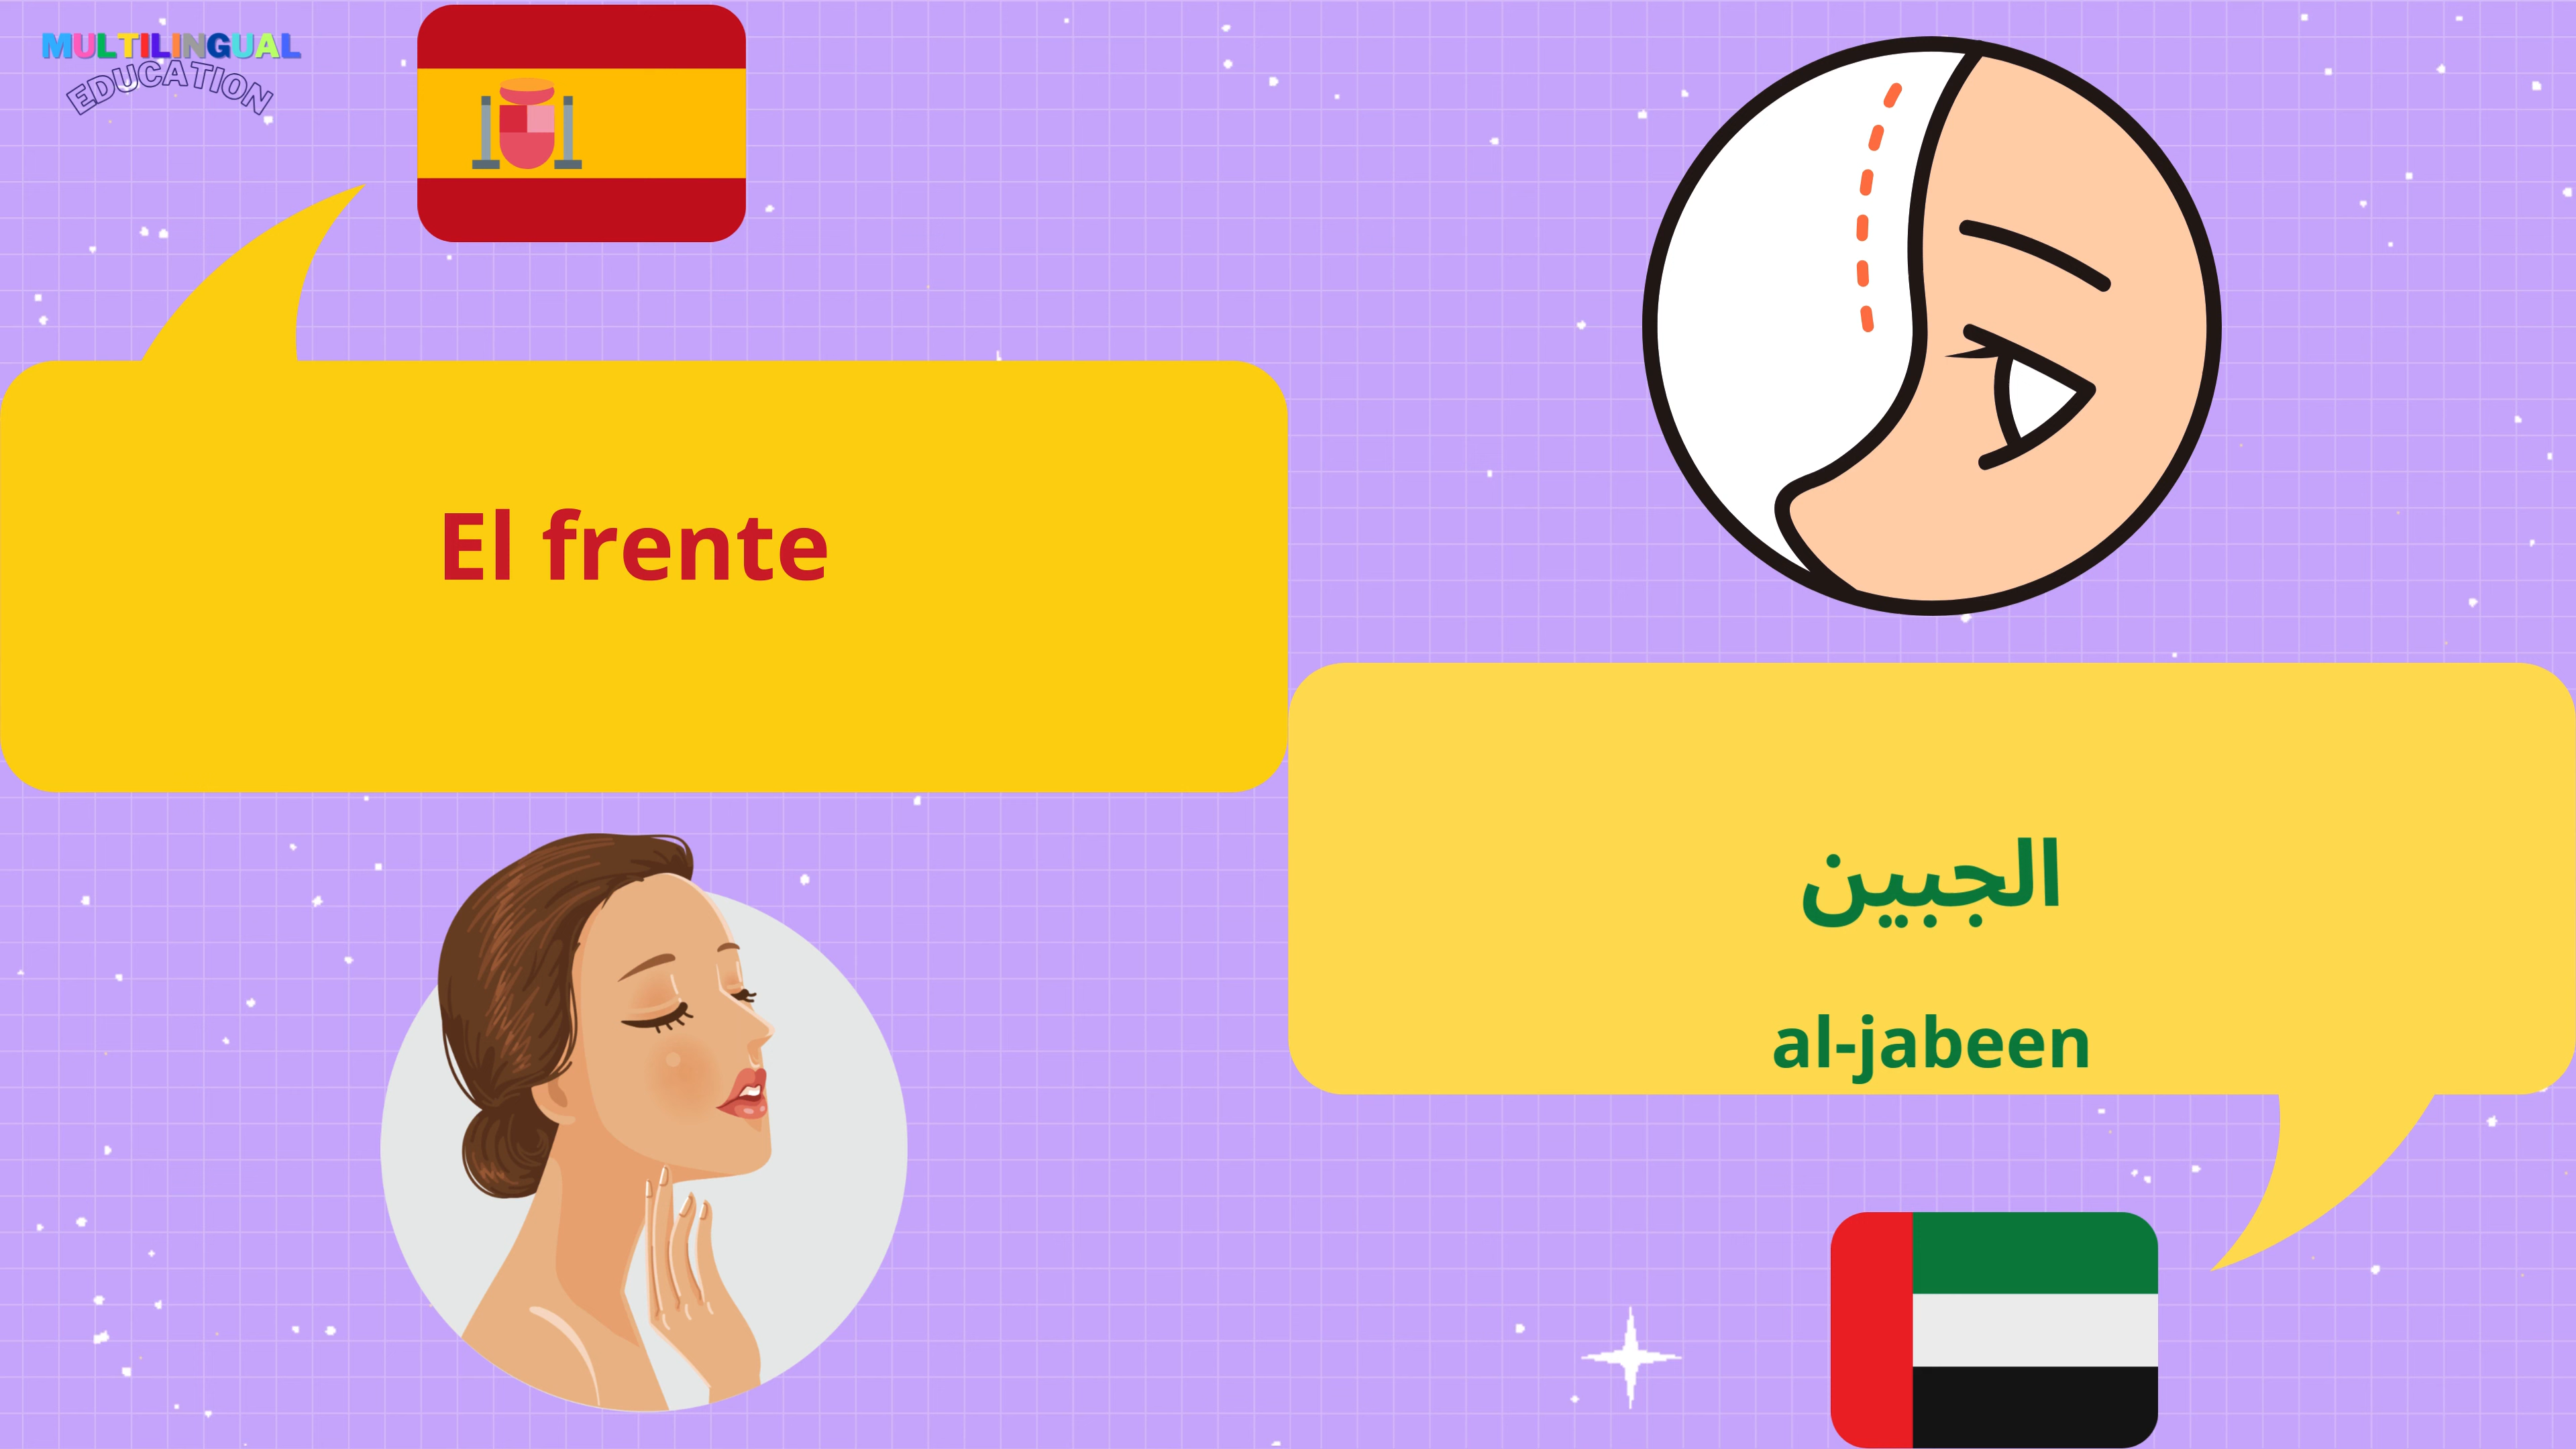 MULTILINGUAL
EDUCATION
El frente
الجبين
al-jabeen